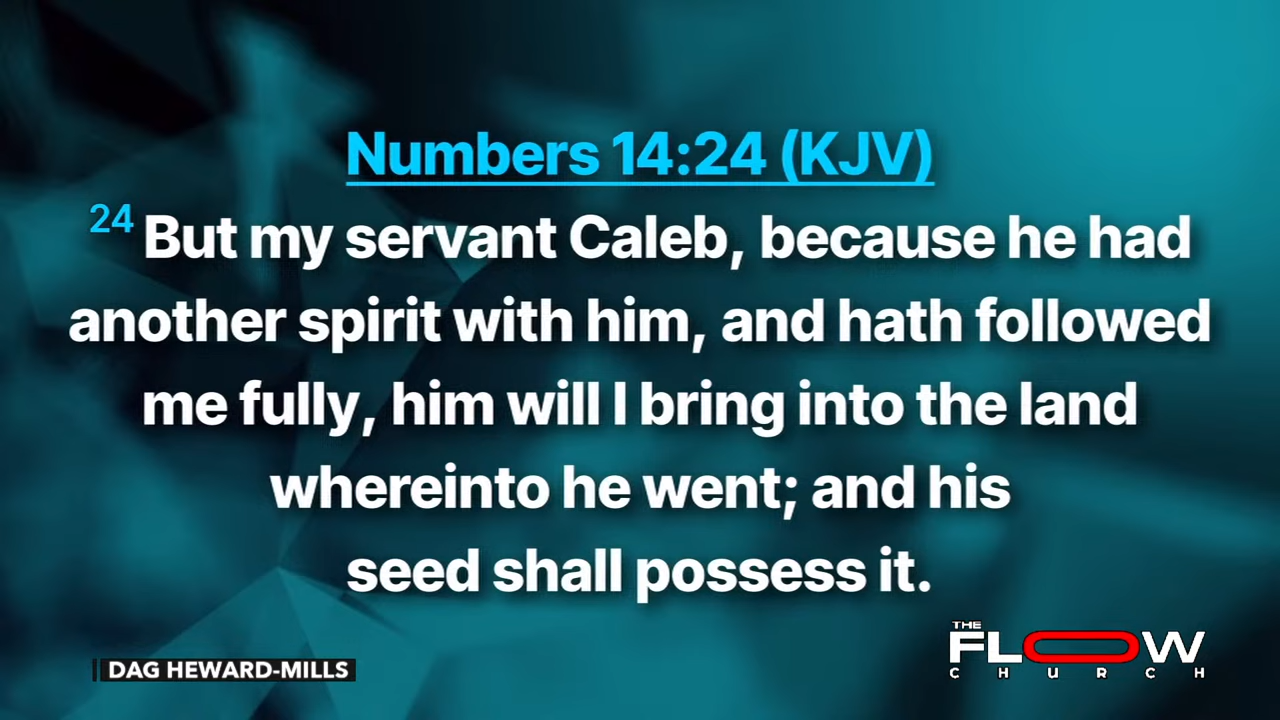 Numbers 14:24 (KJV)
24 But my servant Caleb, because he had
another spirit with him, and hath followed
me fully, him will I bring into the land
whereinto he went; and his
seed shall possess it.
DAG HEWARD-MILLS
THE
FLOW
CHURCH